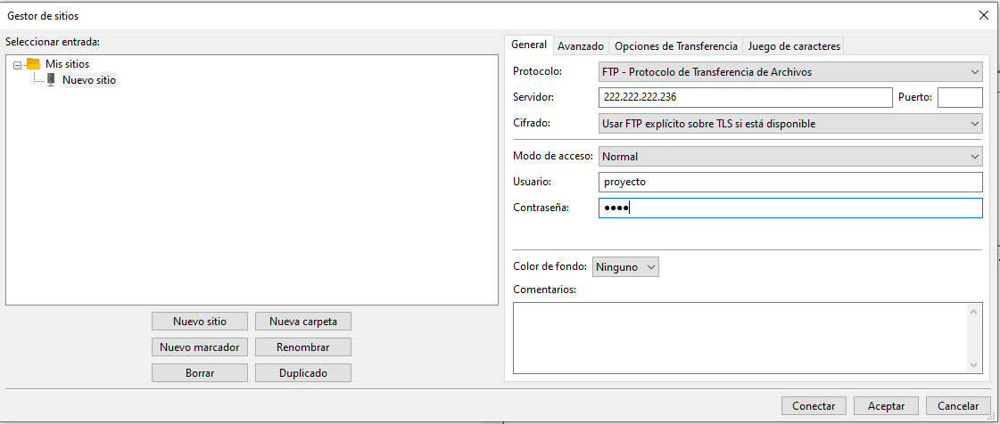 Gestor de sitios
Seleccionar entrada:
Mis sitios
Nuevo sitio
Nuevo sitio
Nueva carpeta
Nuevo marcador
Renombrar
Borrar
Duplicado
General
Avanzado
Opciones de Transferencia
Juego de caracteres
Protocolo:
FTP - Protocolo de Transferencia de Archivos
Servidor:
222.222.222.236
Puerto:
Cifrado:
Usar FTP explícito sobre TLS si está disponible
Modo de acceso:
Normal
Usuario:
proyecto
Contraseña:
●●●●
Color de fondo:
Ninguno
Comentarios:
Conectar
Aceptar
Cancelar